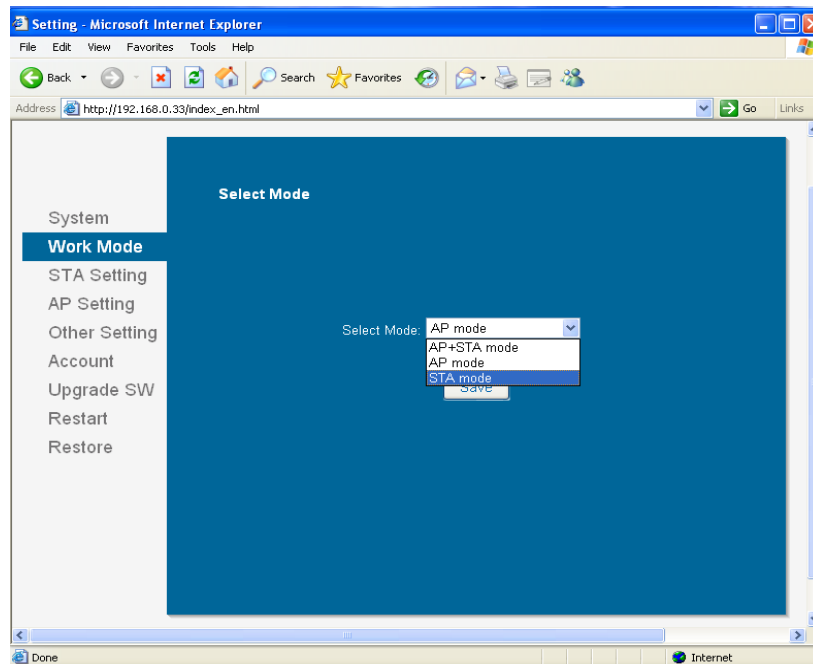 Setting - Microsoft Internet Explorer
File Edit View Favorites Tools Help
Back Search Favorites
Address http://192.168.0.33/index_en.html Go Links
Select Mode
System
Work Mode
STA Setting
AP Setting
Other Setting
Account
Upgrade SW
Restart
Restore
Select Mode: AP mode
AP+STA mode
AP mode
STA mode
Save
Done Internet